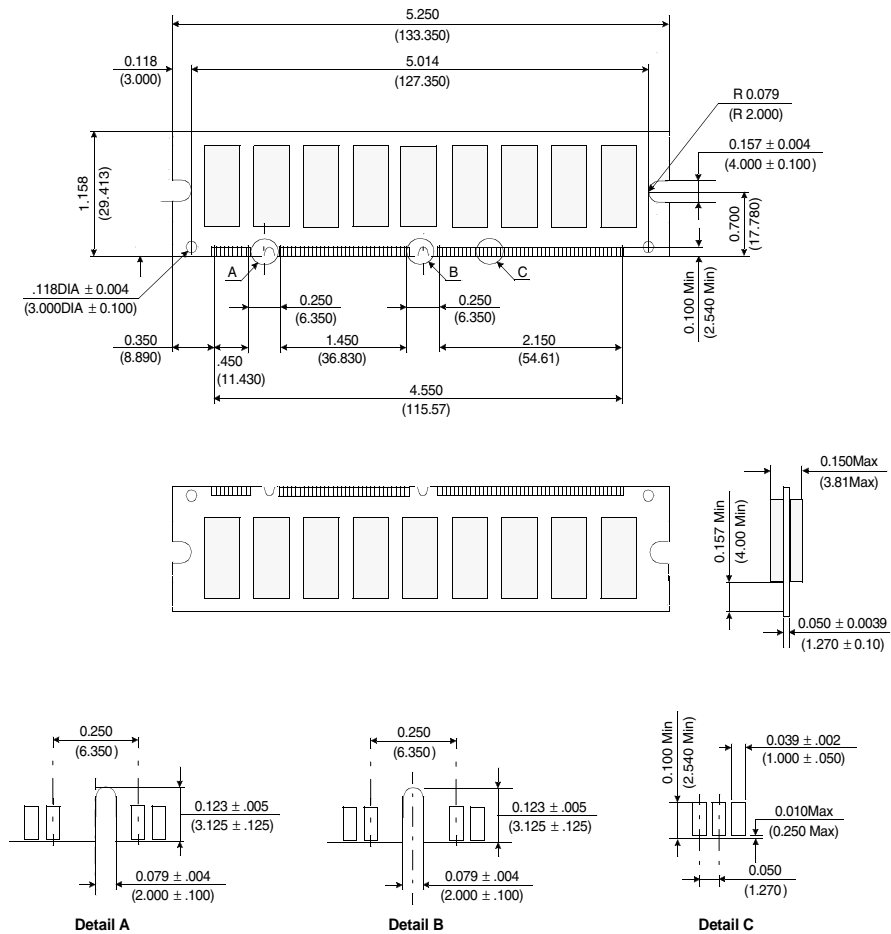 5.250
(133.350)
0.118
(3.000)
5.014
(127.350)
R 0.079
(R 2.000)
0.157 ± 0.004
(4.000 ± 0.100)
1.158
(29.413)
0.700
(17.780)
A
B
C
.118DIA ± 0.004
(3.000DIA ± 0.100)
0.250
(6.350)
0.250
(6.350)
0.100 Min
(2.540 Min)
0.350
(8.890)
.450
(11.430)
1.450
(36.830)
2.150
(54.61)
4.550
(115.57)
0.150Max
(3.81Max)
0.157 Min
(4.00 Min)
0.050 ± 0.0039
(1.270 ± 0.10)
0.250
(6.350)
0.123 ± .005
(3.125 ± .125)
0.079 ± .004
(2.000 ± .100)
Detail A
0.250
(6.350)
0.123 ± .005
(3.125 ± .125)
0.079 ± .004
(2.000 ± .100)
Detail B
0.100 Min
(2.540 Min)
0.039 ± .002
(1.000 ± .050)
0.010Max
(0.250 Max)
0.050
(1.270)
Detail C